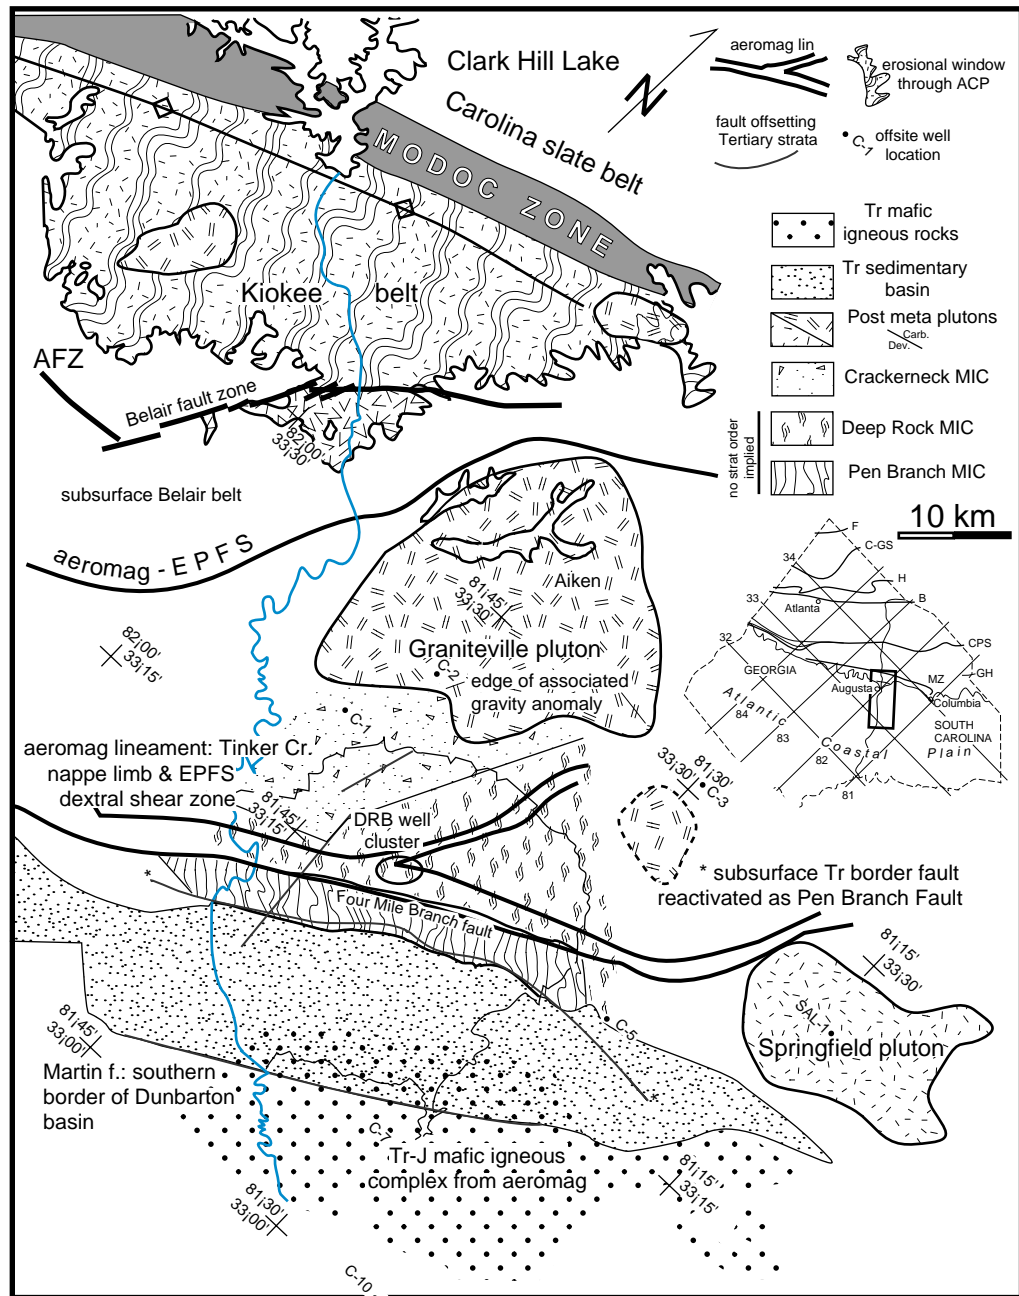 Clark Hill Lake
Carolina slate belt
MODOC ZONE
N
aeromag lin
erosional window
through ACP
fault offsetting
Tertiary strata
C-1
offsite well
location
Tr mafic
igneous rocks
Tr sedimentary
basin
Post meta plutons
Carb.
Dev.
Crackerneck MIC
Deep Rock MIC
Pen Branch MIC
no strat order
implied
10 km
Kiokee belt
AFZ
Belair fault zone
82¡00'
33¡30'
subsurface Belair belt
aeromag - EPFS
Aiken
81¡45'
33¡30'
Graniteville pluton
C-2
edge of associated
gravity anomaly
82¡00'
33¡15'
C-1
aeromag lineament: Tinker Cr.
nappe limb & EPFS
dextral shear zone
81¡45'
33¡15'
DRB well
cluster
81¡30'
33¡30'
C-3
* subsurface Tr border fault
reactivated as Pen Branch Fault
*
Four Mile Branch fault
81¡15'
33¡30'
SAL-1
Springfield pluton
C-5
*
81¡45'
33¡00'
Martin f.: southern
border of Dunbarton
basin
C-7
Tr-J mafic igneous
complex from aeromag
81¡15'
33¡15'
81¡30'
33¡00'
C-10
F
C-GS
34
H
33
Atlanta
B
32
CPS
GEORGIA
MZ
GH
Augusta
Columbia
Atlantic
84
SOUTH
CAROLINA
83
Coastal
Plain
82
81